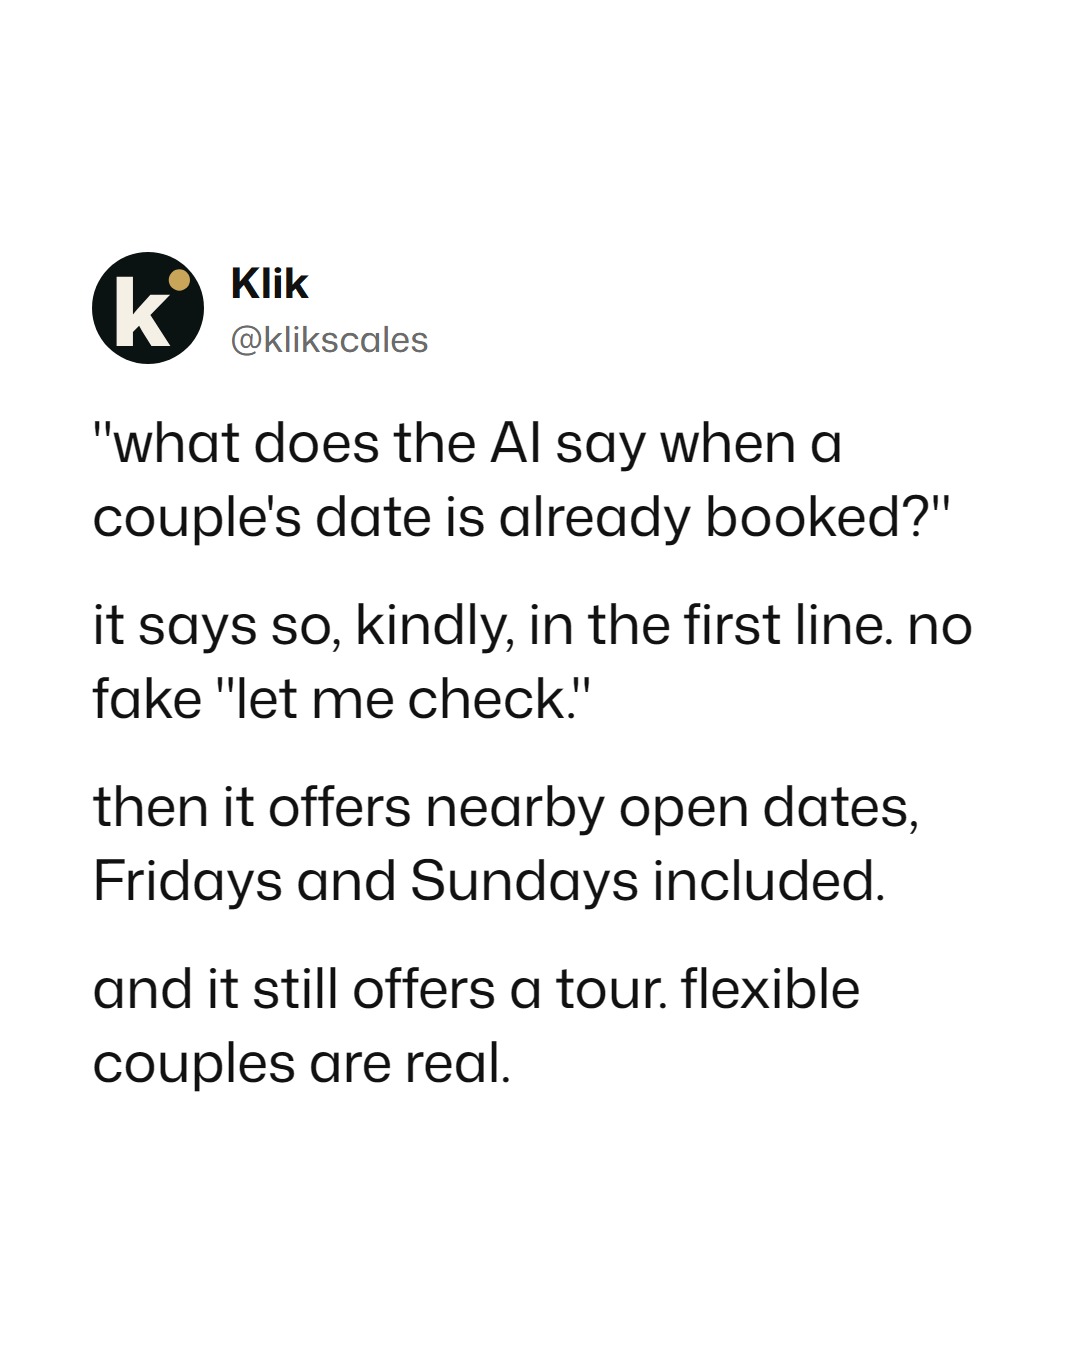 k
Klik
@klikscales
"what does the AI say when a
couple's date is already booked?"
it says so, kindly, in the first line. no
fake "let me check."
then it offers nearby open dates,
Fridays and Sundays included.
and it still offers a tour. flexible
couples are real.